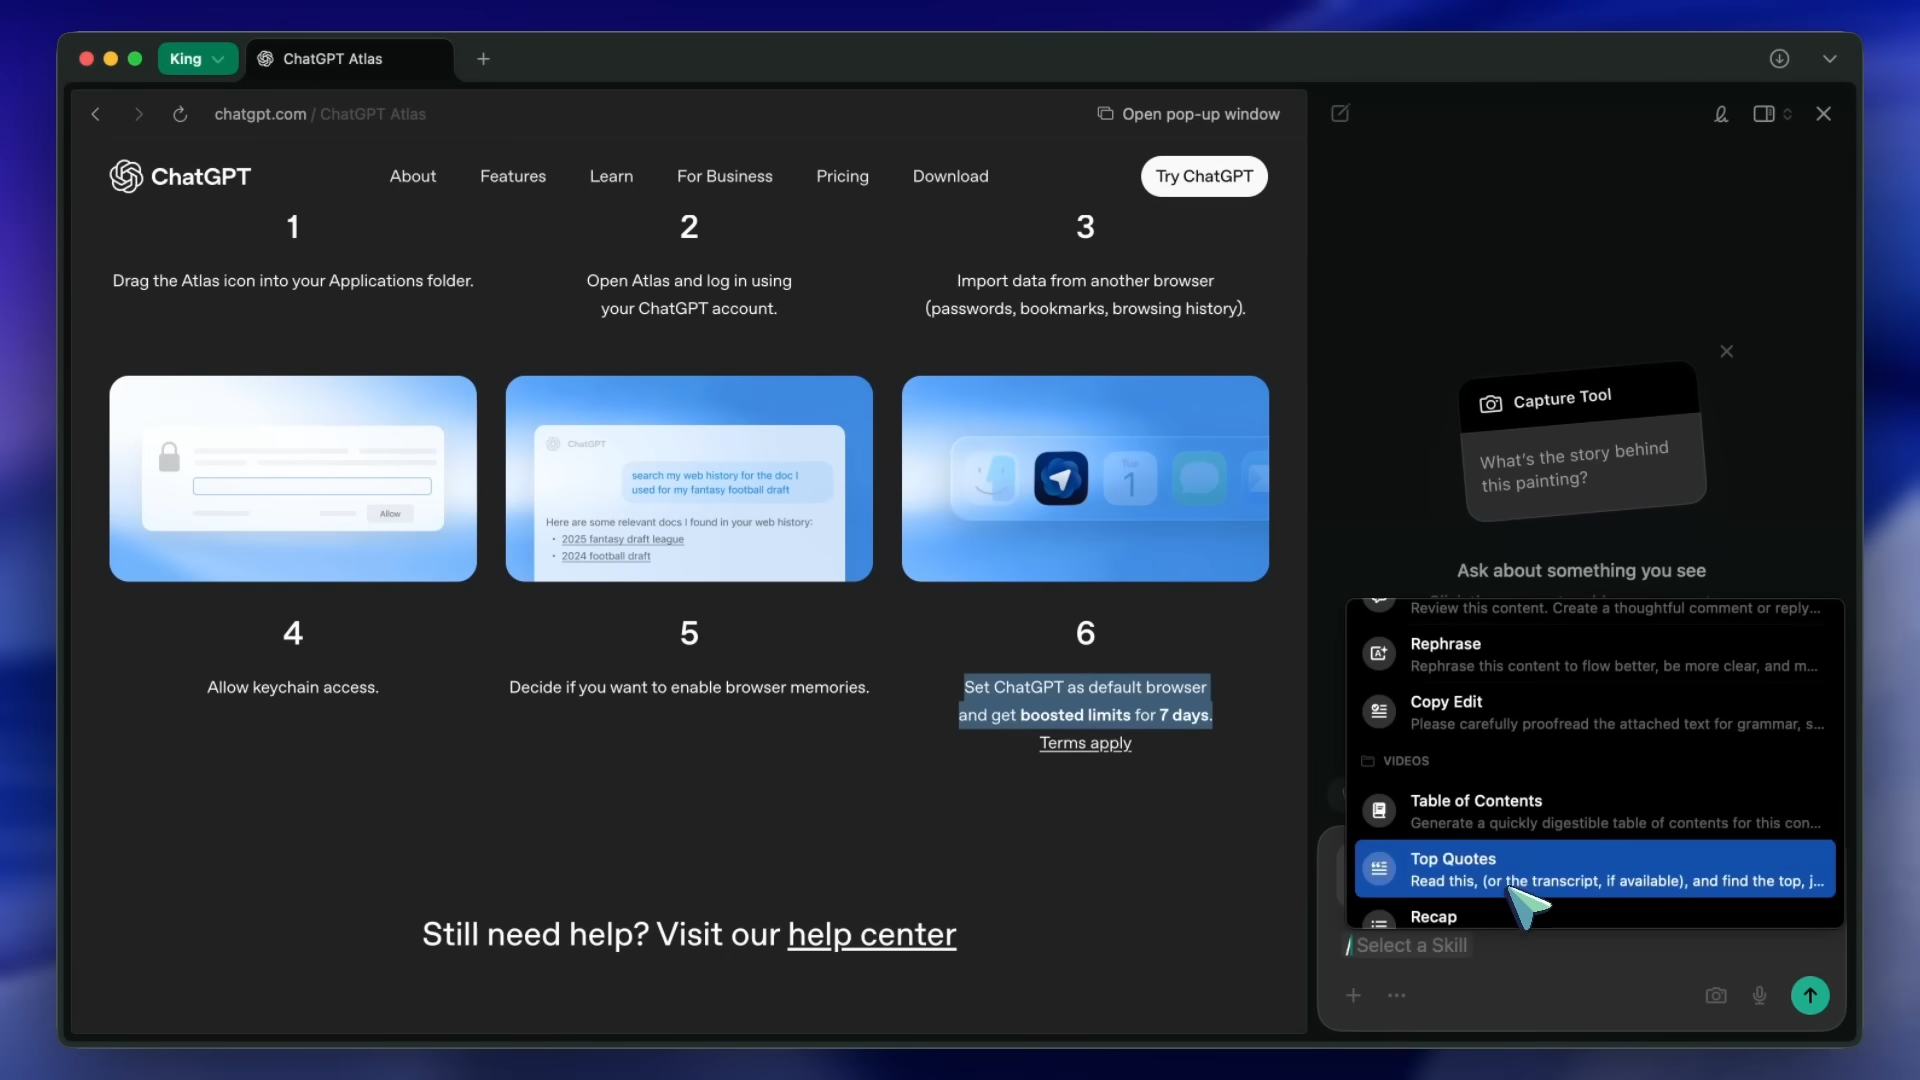 King
ChatGPT Atlas
chatgpt.com / ChatGPT Atlas
Open pop-up window
ChatGPT
About
Features
Learn
For Business
Pricing
Download
Try ChatGPT
1
Drag the Atlas icon into your Applications folder.
2
Open Atlas and log in using
your ChatGPT account.
3
Import data from another browser
(passwords, bookmarks, browsing history).
Allow
ChatGPT
search my web history for the doc I
used for my fantasy football draft
Here are some relevant docs I found in your web history:
• 2025 fantasy draft league
• 2024 football draft
Tue
1
4
Allow keychain access.
5
Decide if you want to enable browser memories.
6
Set ChatGPT as default browser
and get boosted limits for 7 days.
Terms apply
Still need help? Visit our help center
Capture Tool
What's the story behind
this painting?
Ask about something you see
Review this content. Create a thoughtful comment or reply...
Rephrase
Rephrase this content to flow better, be more clear, and m...
Copy Edit
Please carefully proofread the attached text for grammar, s...
VIDEOS
Table of Contents
Generate a quickly digestible table of contents for this con...
Top Quotes
Read this, (or the transcript, if available), and find the top, j...
Recap
/ Select a Skill